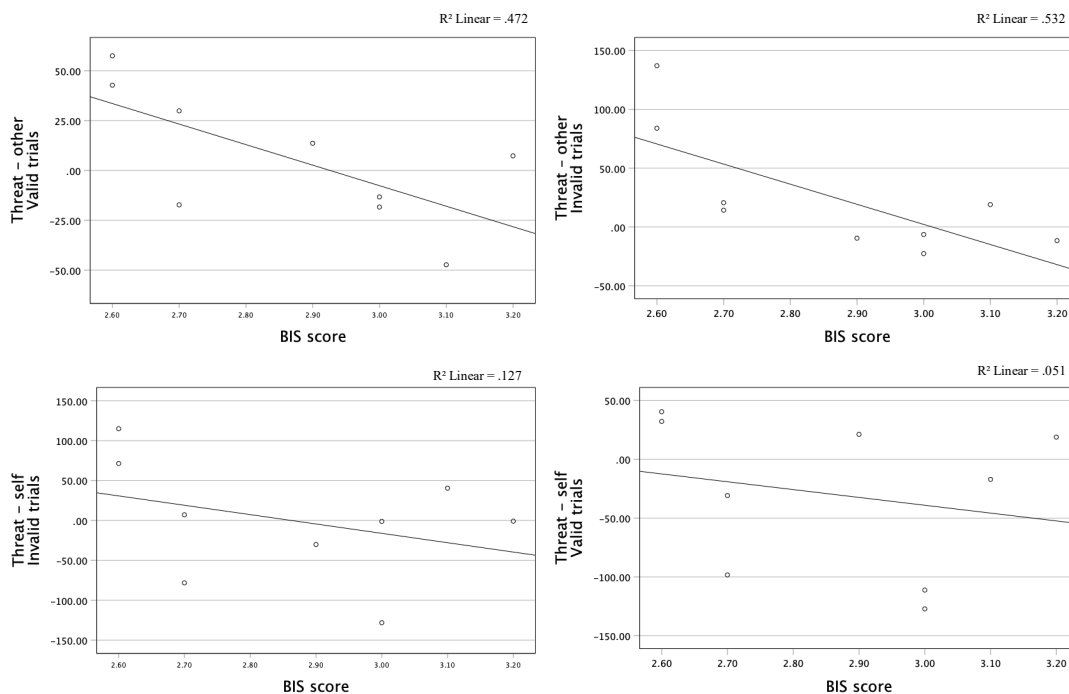 R² Linear = .472
Threat – other
Valid trials
50.00
25.00
.00
-25.00
-50.00
2.60 2.70 2.80 2.90 3.00 3.10 3.20
BIS score
R² Linear = .532
Threat – other
Invalid trials
150.00
100.00
50.00
.00
-50.00
2.60 2.70 2.80 2.90 3.00 3.10 3.20
BIS score
R² Linear = .127
Threat – self
Invalid trials
150.00
100.00
50.00
.00
-50.00
-100.00
-150.00
2.60 2.70 2.80 2.90 3.00 3.10 3.20
BIS score
R² Linear = .051
Threat – self
Valid trials
50.00
.00
-50.00
-100.00
-150.00
2.60 2.70 2.80 2.90 3.00 3.10 3.20
BIS score